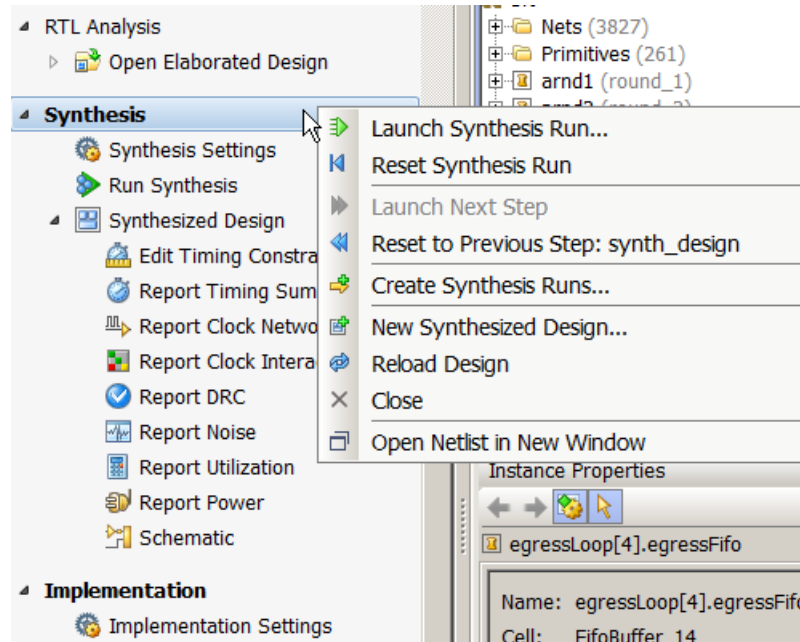 RTL Analysis
Open Elaborated Design
Synthesis
Synthesis Settings
Run Synthesis
Synthesized Design
Edit Timing Constra
Report Timing Sum
Report Clock Netwo
Report Clock Intera
Report DRC
Report Noise
Report Utilization
Report Power
Schematic
Implementation
Implementation Settings
Nets (3827)
Primitives (261)
arnd1 (round_1)
Launch Synthesis Run...
Reset Synthesis Run
Launch Next Step
Reset to Previous Step: synth_design
Create Synthesis Runs...
New Synthesized Design...
Reload Design
Close
Open Netlist in New Window
Instance Properties
egressLoop[4].egressFifo
Name: egressLoop[4].egressFifo
Cell: FifoBuffer_14